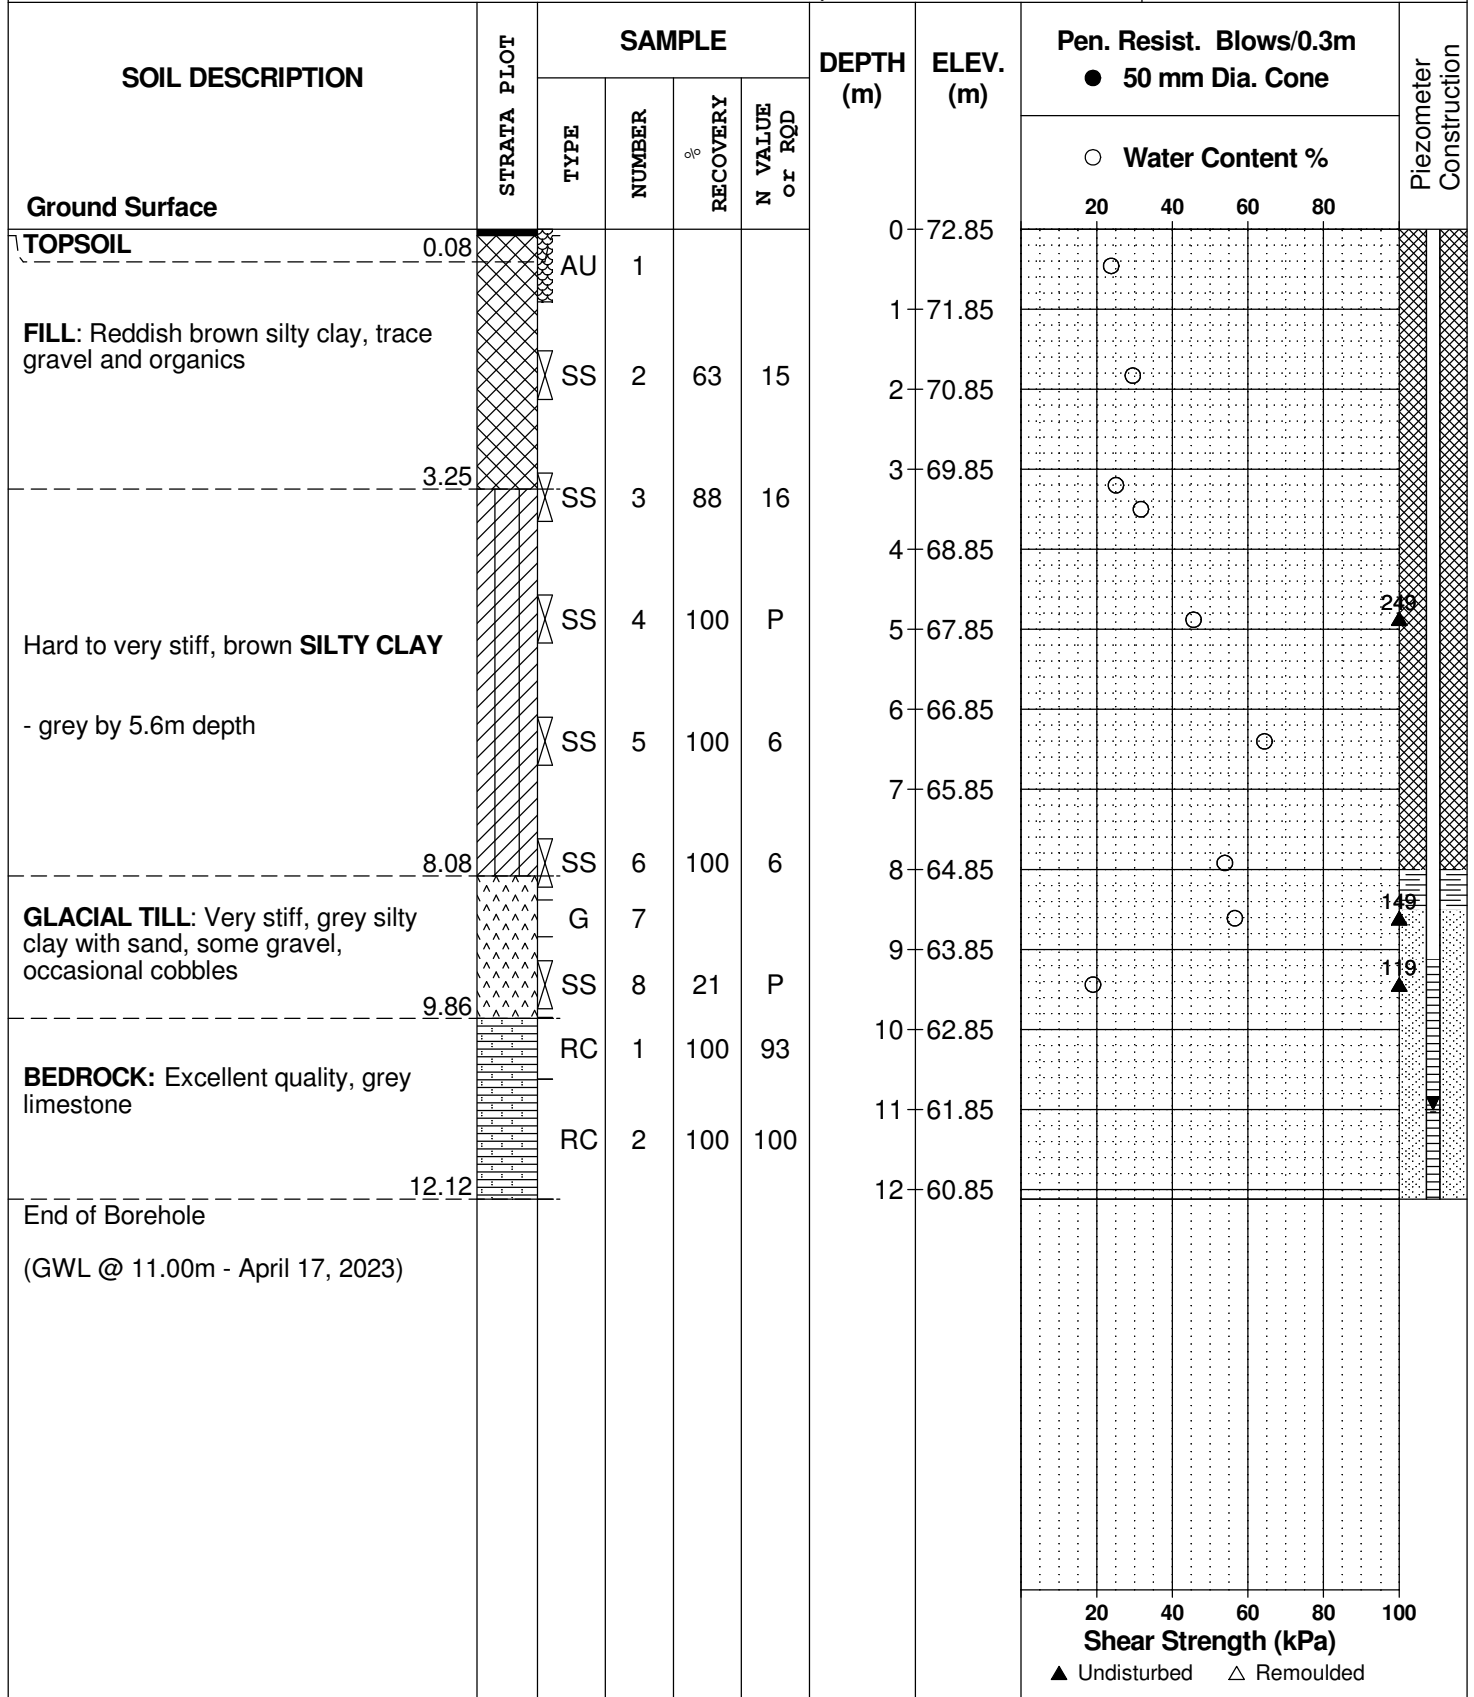 SOIL DESCRIPTION
STRATA PLOT
SAMPLE
TYPE
NUMBER
% RECOVERY
N VALUE or RQD
DEPTH (m)
ELEV. (m)
Pen. Resist. Blows/0.3m
● 50 mm Dia. Cone
○ Water Content %
Piezometer Construction
20 40 60 80
Ground Surface
0 72.85
TOPSOIL 0.08
AU 1
1 71.85
FILL: Reddish brown silty clay, trace
gravel and organics
SS 2 63 15
2 70.85
3 69.85
3.25
SS 3 88 16
4 68.85
249
SS 4 100 P
5 67.85
Hard to very stiff, brown SILTY CLAY
6 66.85
- grey by 5.6m depth
SS 5 100 6
7 65.85
8.08
SS 6 100 6
8 64.85
149
GLACIAL TILL: Very stiff, grey silty
clay with sand, some gravel,
occasional cobbles
G 7
9 63.85
119
SS 8 21 P
9.86
10 62.85
RC 1 100 93
BEDROCK: Excellent quality, grey
limestone
11 61.85
RC 2 100 100
12.12
12 60.85
End of Borehole
(GWL @ 11.00m - April 17, 2023)
20 40 60 80 100
Shear Strength (kPa)
▲ Undisturbed △ Remoulded